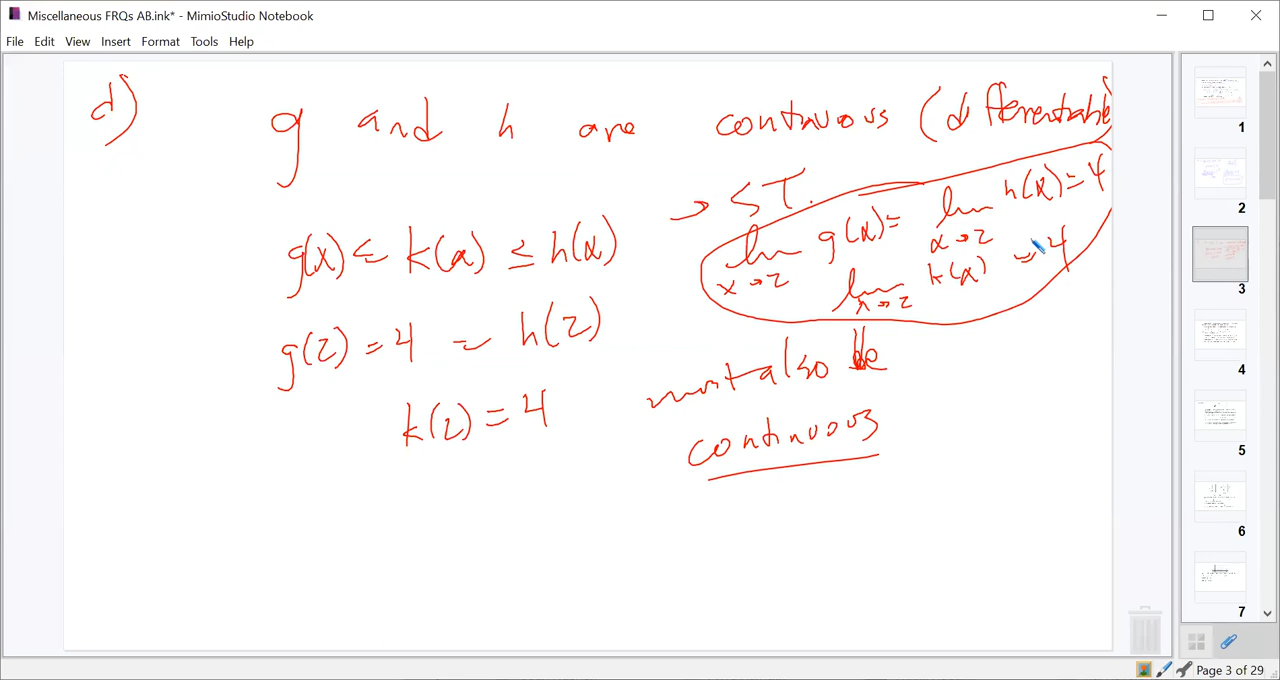 Miscellaneous FRQs AB.ink* - MimioStudio Notebook
File Edit View Insert Format Tools Help
d) g and h are continuous (differentiable)
→ S T.
g(x) ≤ k(x) ≤ h(x)
lim x→2 g(x) = lim x→2 h(x) = 4
lim x→2 k(x) = 4
g(2) = 4 = h(2)
must also be
k(2) = 4
continuous
1
2
3
4
5
6
7
Page 3 of 29